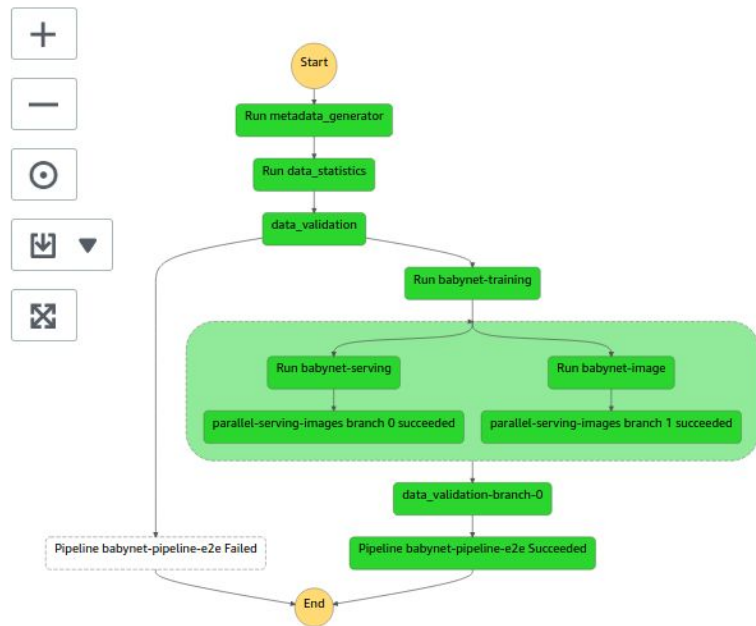 Start
Run metadata_generator
Run data_statistics
data_validation
Run babynet-training
Run babynet-serving
Run babynet-image
parallel-serving-images branch 0 succeeded
parallel-serving-images branch 1 succeeded
data_validation-branch-0
Pipeline babynet-pipeline-e2e Failed
Pipeline babynet-pipeline-e2e Succeeded
End